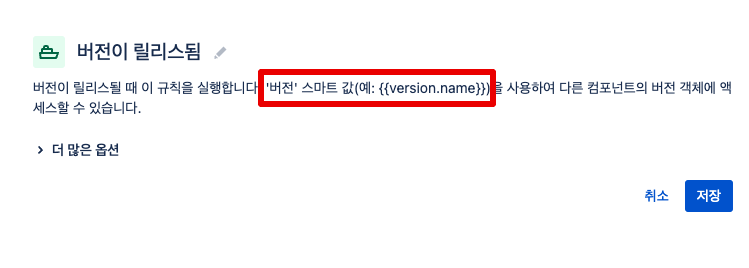 버전이 릴리스됨
버전이 릴리스될 때 이 규칙을 실행합니다. '버전' 스마트 값(예: {{version.name}})을 사용하여 다른 컴포넌트의 버전 객체에 액
세스할 수 있습니다.
더 많은 옵션
취소 저장